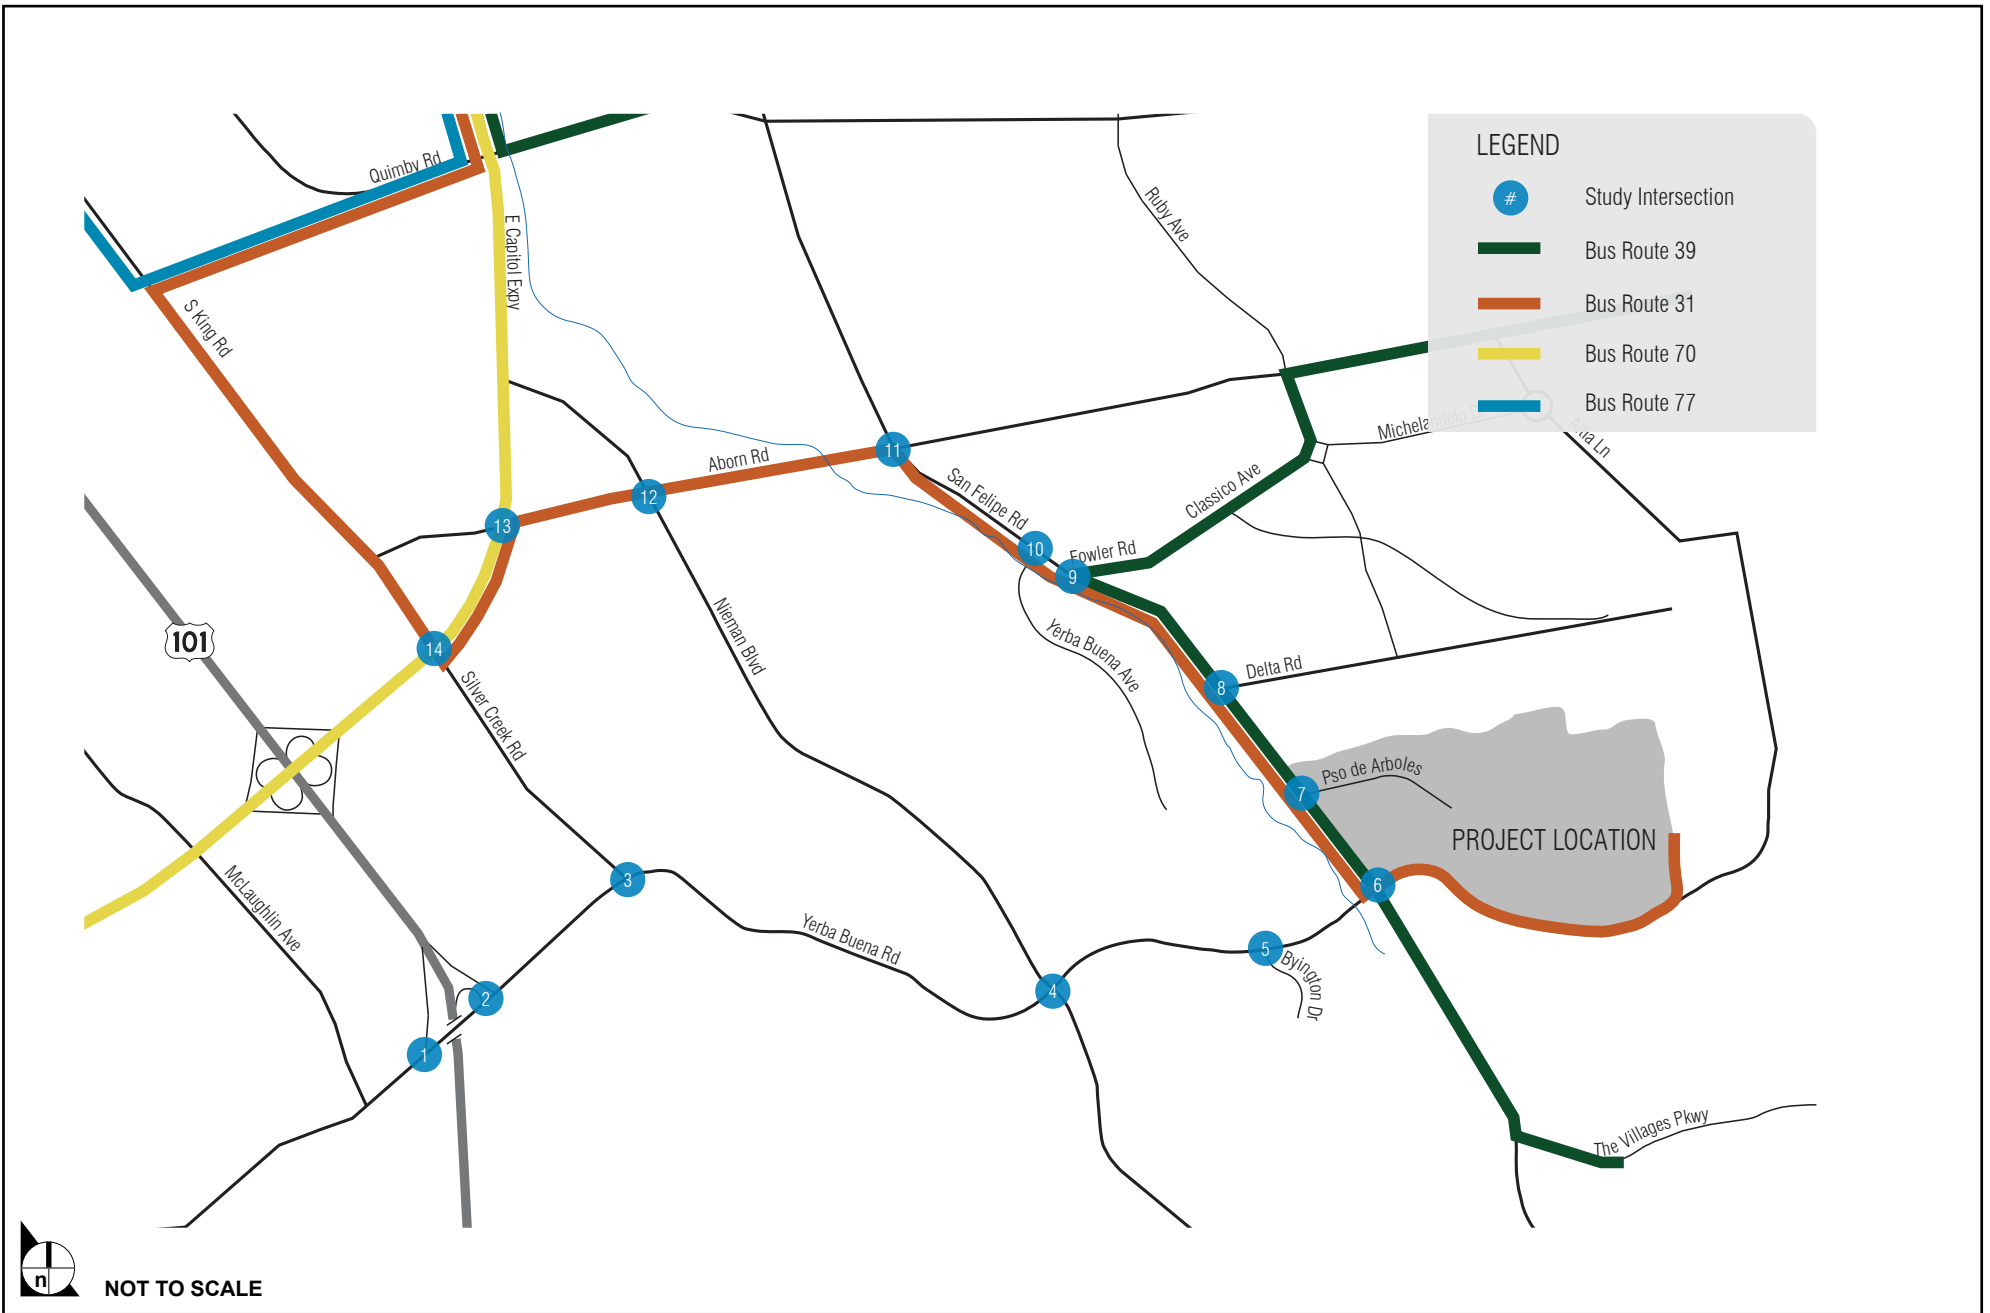 LEGEND
#
Study Intersection
Bus Route 39
Bus Route 31
Bus Route 70
Bus Route 77
Quimby Rd
E Capitol Expy
Ruby Ave
S King Rd
Michelangelo D
Alia Ln
11
Aborn Rd
San Felipe Rd
Classico Ave
12
13
10
Fowler Rd
9
101
14
Nieman Blvd
Yerba Buena Ave
Delta Rd
8
Silver Creek Rd
Pso de Arboles
7
PROJECT LOCATION
McLaughlin Ave
3
6
Yerba Buena Rd
5
Byington Dr
4
2
1
The Villages Pkwy
n
NOT TO SCALE